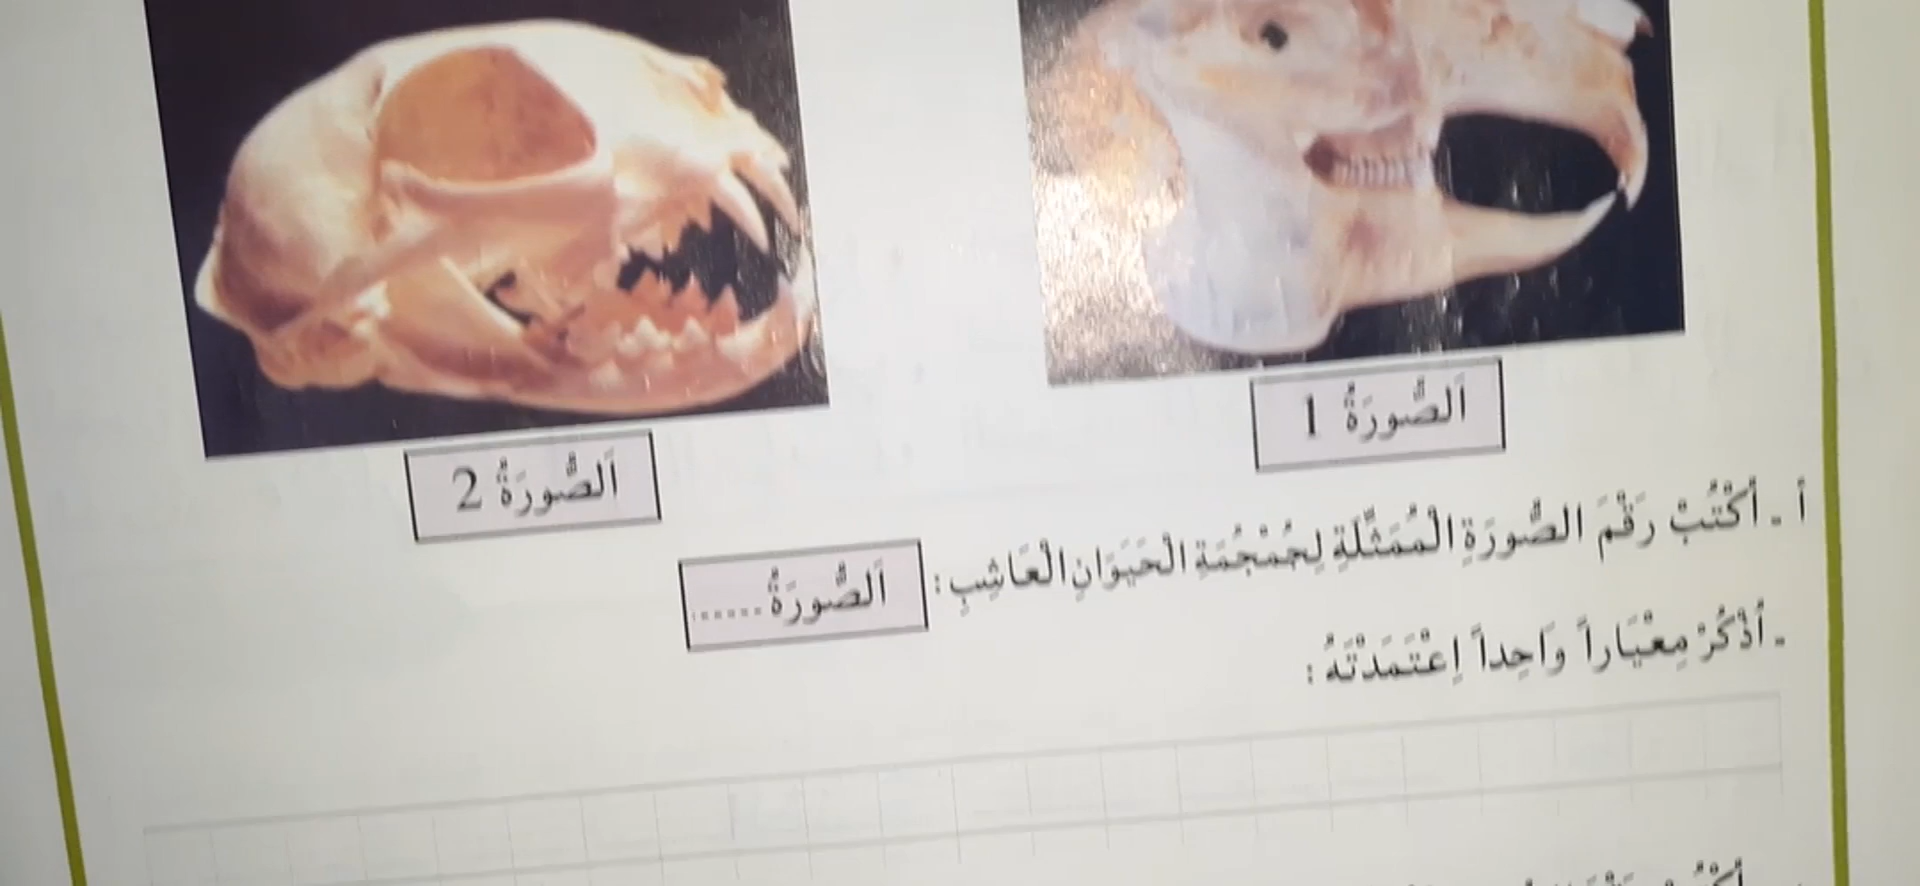 اَلصُّورَةُ 1
اَلصُّورَةُ 2
أ ـ أَكْتُبْ رَقْمَ الصُّورَةِ الْمُمَثِّلَةِ لِجُمْجُمَةِ الْحَيَوَانِ الْعَاشِبِ : اَلصُّورَةُ ......
ـ أَذْكُرْ مِعْيَاراً وَاحِداً اِعْتَمَدْتَهُ :